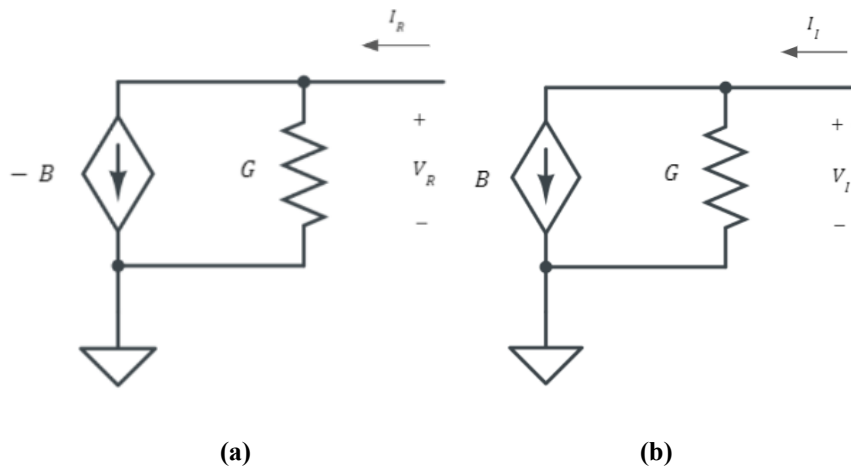 I_R
+
− B
G
V_R
−
(a)
I_I
+
B
G
V_I
−
(b)